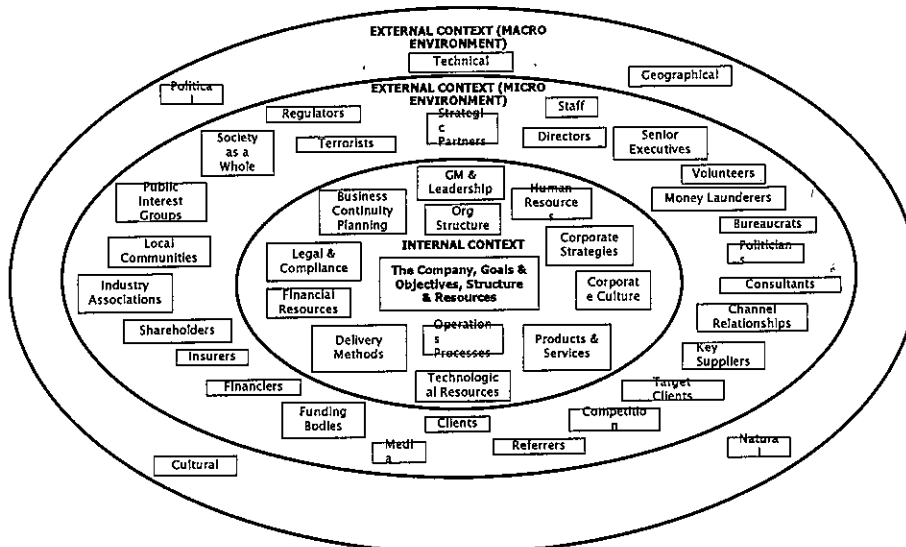 EXTERNAL CONTEXT (MACRO
ENVIRONMENT)
Technical
Geographical
Politica
l
EXTERNAL CONTEXT (MICRO
ENVIRONMENT)
Staff
Regulators
Strategi
c
Partners
Directors
Senior
Executives
Society
as a
Whole
Terrorists
Volunteers
GM &
Leadership
Public
Interest
Groups
Business
Continuity
Planning
Human
Resource
s
Money Launderers
Org
Structure
Bureaucrats
Local
Communities
Legal &
Compliance
INTERNAL CONTEXT
Corporate
Strategies
Politician
s
The Company, Goals &
Objectives, Structure
& Resources
Industry
Associations
Financial
Resources
Corporat
e Culture
Consultants
Channel
Relationships
Shareholders
Delivery
Methods
Operation
s
Processes
Products &
Services
Insurers
Key
Suppliers
Technologic
al Resources
Financiers
Target
Clients
Funding
Bodies
Clients
Competitio
n
Medi
a
Referrers
Natura
l
Cultural